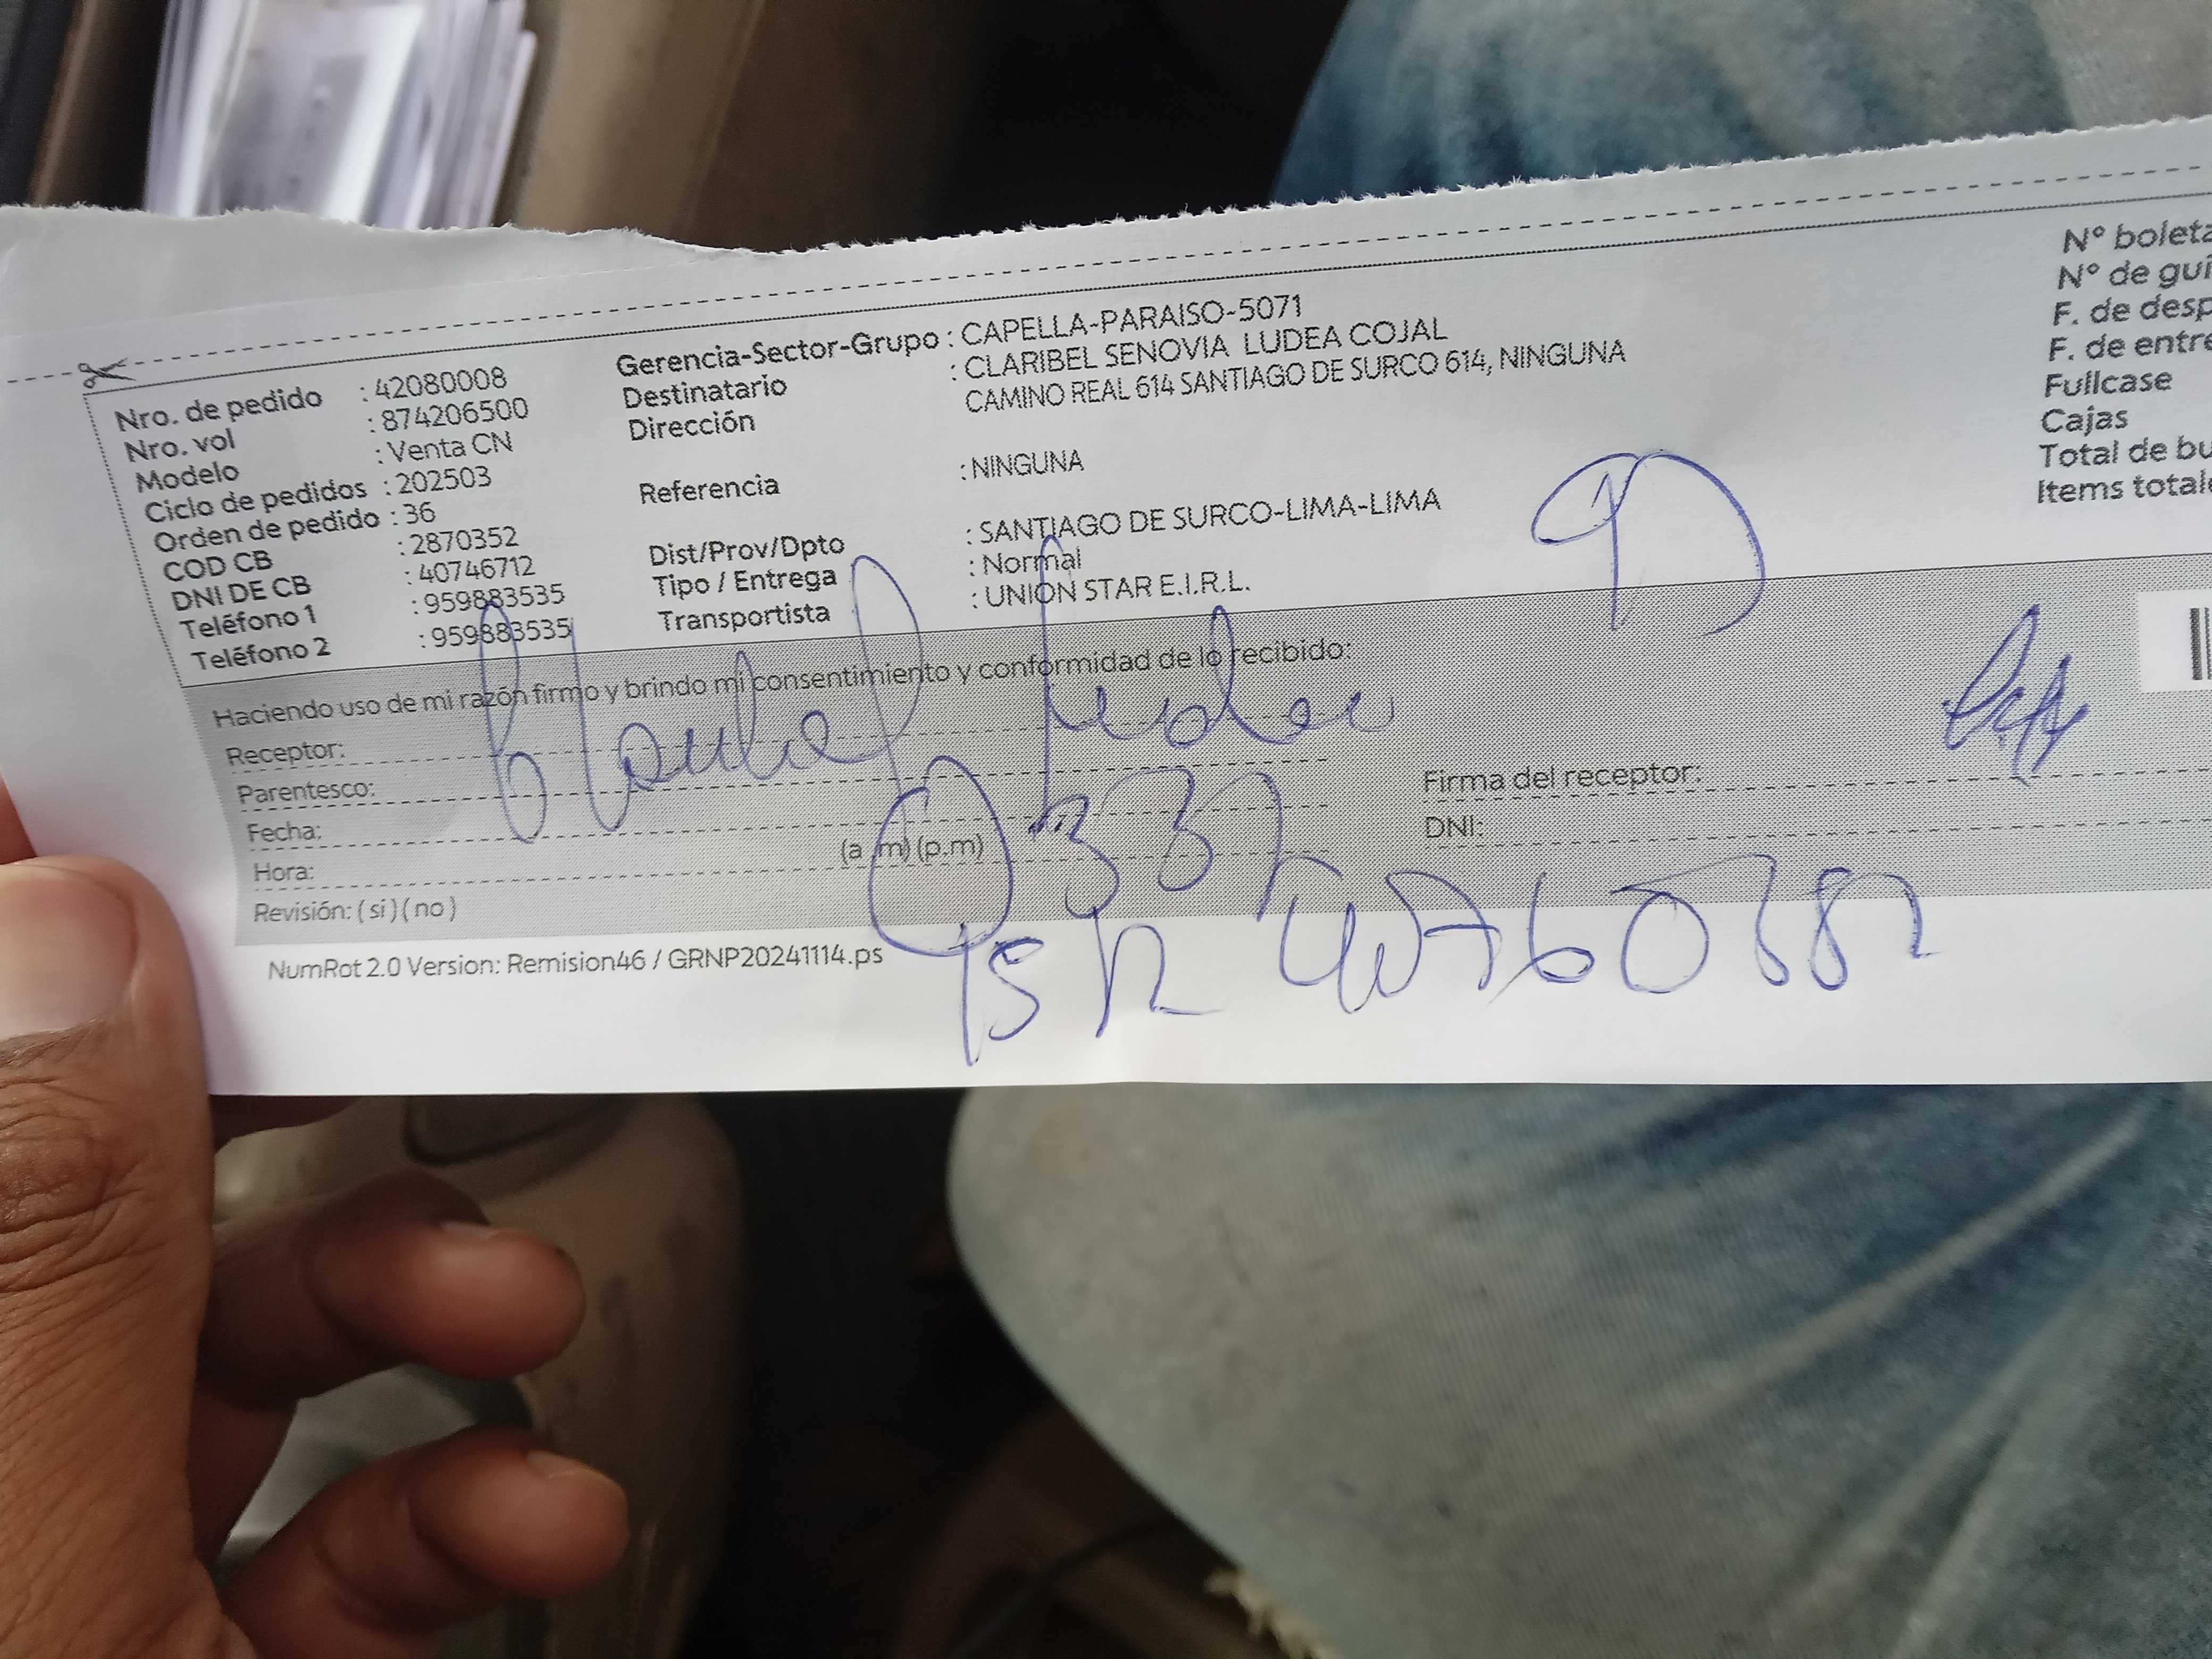 Nro. de pedido : 42080008
Nro. vol : 874206500
Modelo : Venta CN
Ciclo de pedidos : 202503
Orden de pedido : 36
COD CB : 2870352
DNI DE CB : 40746712
Teléfono 1 : 959883535
Teléfono 2 : 959883535
Gerencia-Sector-Grupo : CAPELLA-PARAISO-5071
Destinatario : CLARIBEL SENOVIA LUDEA COJAL
Dirección CAMINO REAL 614 SANTIAGO DE SURCO 614, NINGUNA
Referencia : NINGUNA
Dist/Prov/Dpto : SANTIAGO DE SURCO-LIMA-LIMA
Tipo / Entrega : Normal
Transportista : UNION STAR E.I.R.L.
N° boleta
N° de gui
F. de desp
F. de entre
Fullcase
Cajas
Total de bu
Items totale
Haciendo uso de mi razón firmo y brindo mi consentimiento y conformidad de lo recibido:
Receptor:
Parentesco:
Fecha:
Hora: (a .m) (p.m)
Revisión: ( si ) ( no )
Firma del receptor:
DNI:
NumRot 2.0 Version: Remision46 / GRNP20241114.ps